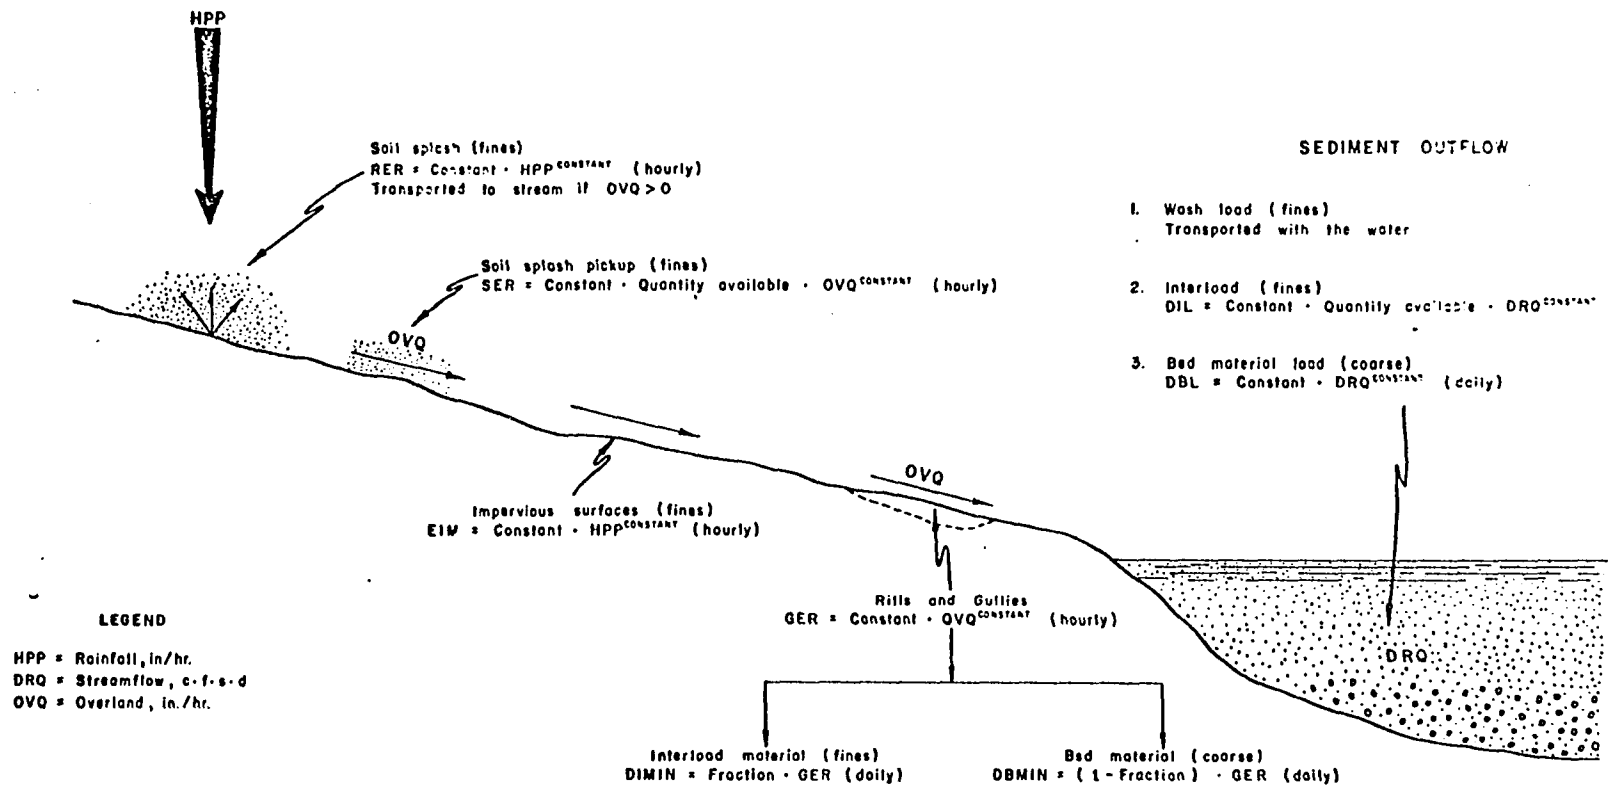 HPP
Soil splash (fines)
RER = Constant · HPP^CONSTANT (hourly)
Transported to stream if OVQ > 0
Soil splash pickup (fines)
SER = Constant · Quantity available · OVQ^CONSTANT (hourly)
OVQ
SEDIMENT OUTFLOW
1. Wash load (fines)
Transported with the water
2. Interload (fines)
DIL = Constant · Quantity available · DRQ^CONSTANT
3. Bed material load (coarse)
DBL = Constant · DRQ^CONSTANT (daily)
OVQ
Impervious surfaces (fines)
EIM = Constant · HPP^CONSTANT (hourly)
Rills and Gullies
GER = Constant · OVQ^CONSTANT (hourly)
DRQ
LEGEND
HPP = Rainfall, in/hr.
DRQ = Streamflow, c·f·s·d
OVQ = Overland, in./hr.
Interload material (fines)
DIMIN = Fraction · GER (daily)
Bed material (coarse)
DBMIN = (1 - Fraction) · GER (daily)